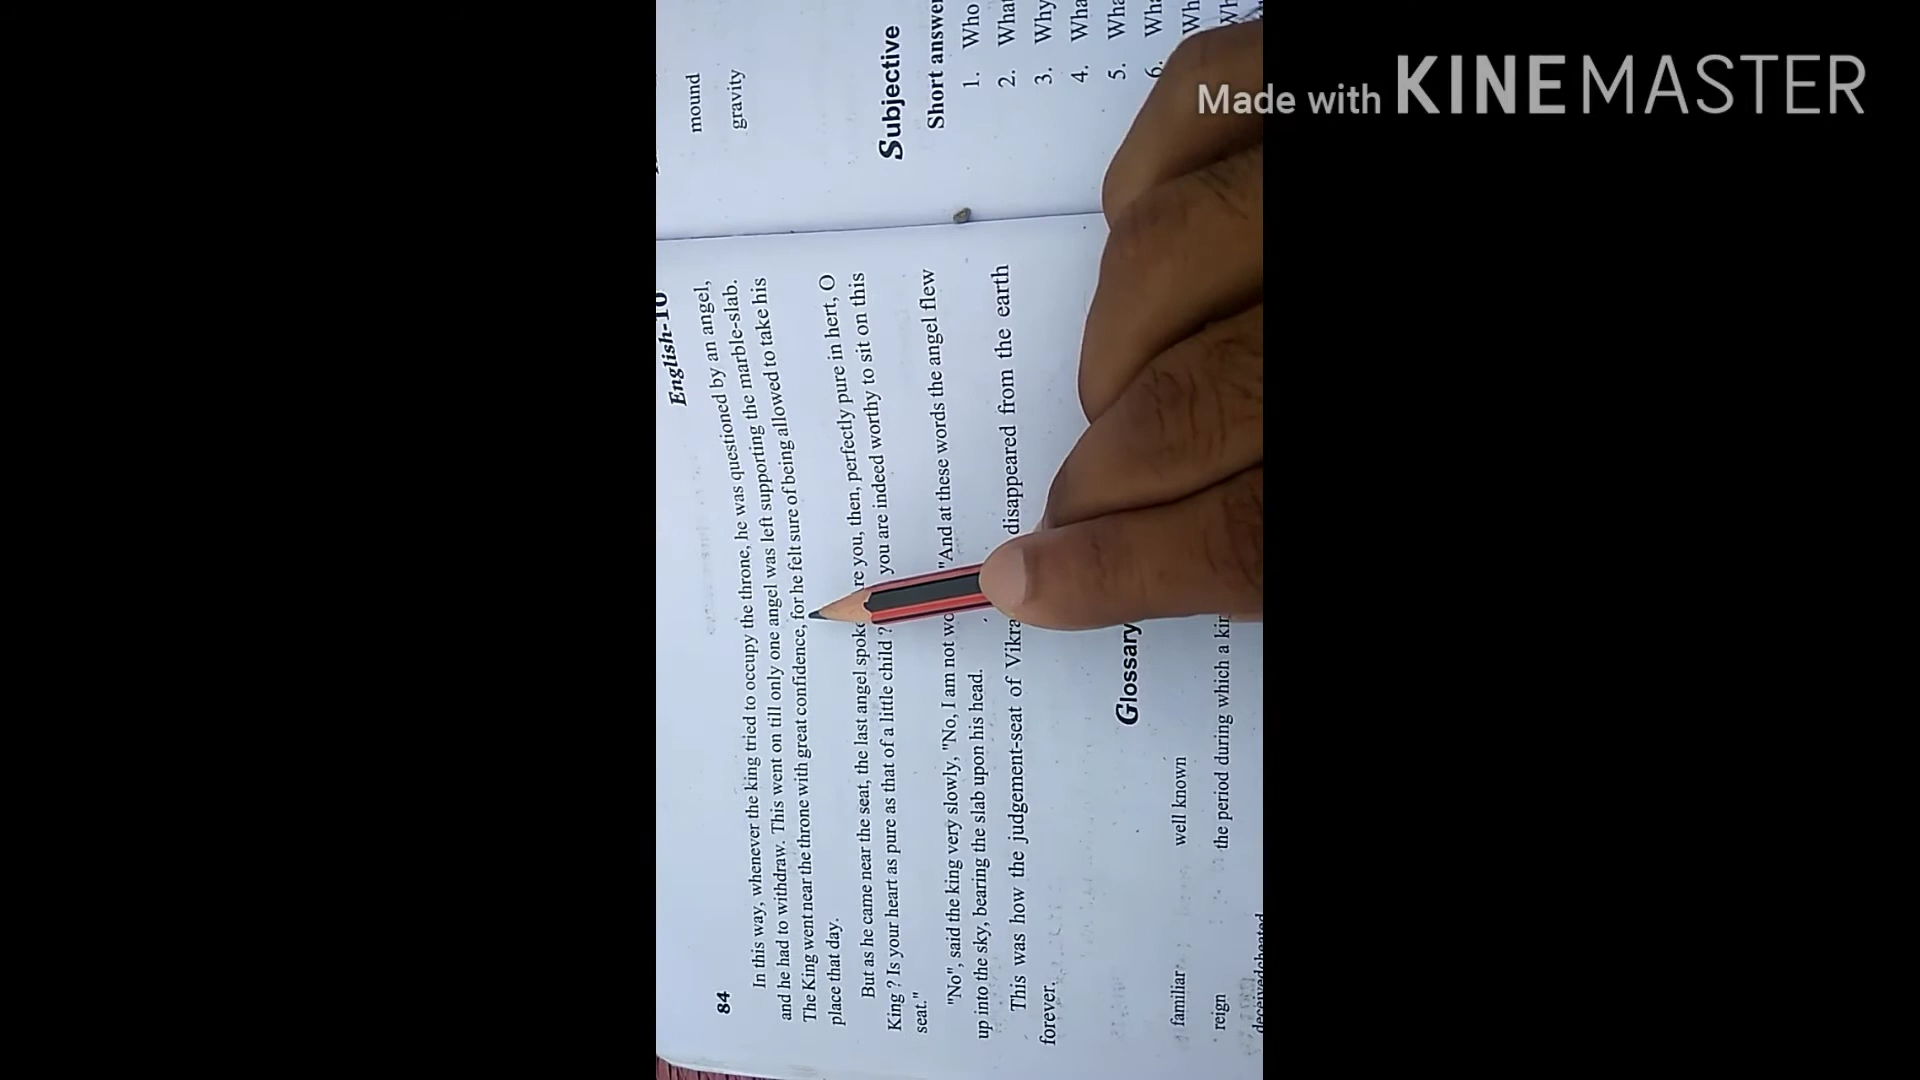 Made with KINEMASTER
English-10
84
In this way, whenever the king tried to occupy the throne, he was questioned by an angel,
and he had to withdraw. This went on till only one angel was left supporting the marble-slab.
The King went near the throne with great confidence, for he felt sure of being allowed to take his
place that day.
But as he came near the seat, the last angel spoke re you, then, perfectly pure in hert, O
King ? Is your heart as pure as that of a little child ? you are indeed worthy to sit on this
seat."
"No", said the king very slowly, "No, I am not wo "And at these words the angel flew
up into the sky, bearing the slab upon his head.
This was how the judgement-seat of Vikra disappeared from the earth
forever.
Glossary
familiar well known
reign the period during which a kin
mound
gravity
Subjective
Short answer
1. Who
2. What
3. Why
4. Wha
5. Wha
6. Wha
Wh
Wh